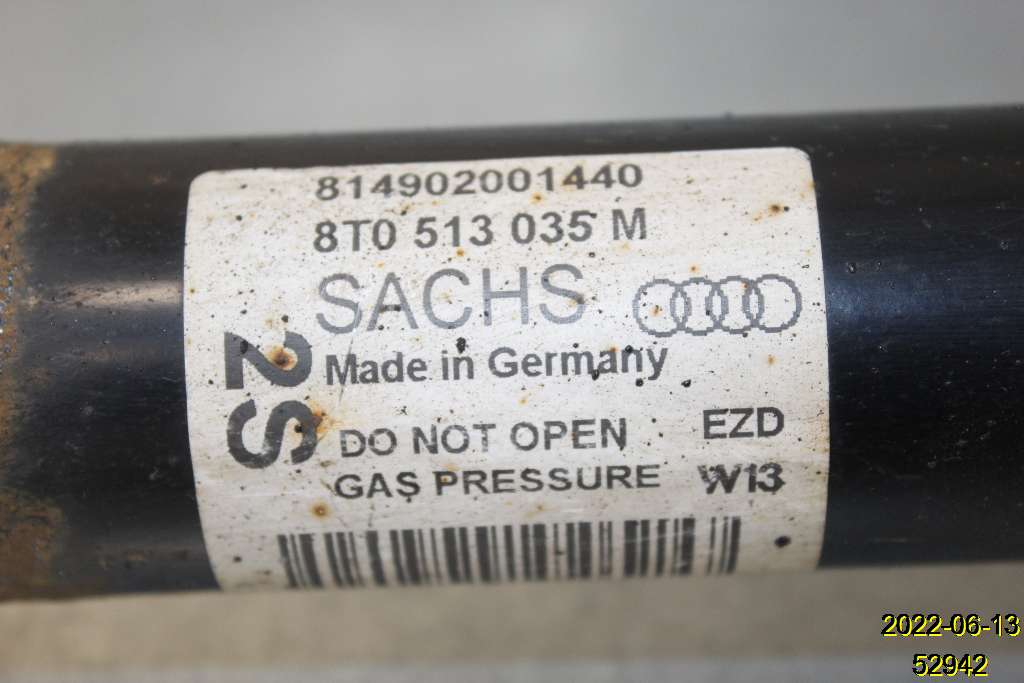 814902001440
8T0 513 035 M
SACHS
2S
Made in Germany
DO NOT OPEN EZD
GAS PRESSURE W13
2022-06-13
52942